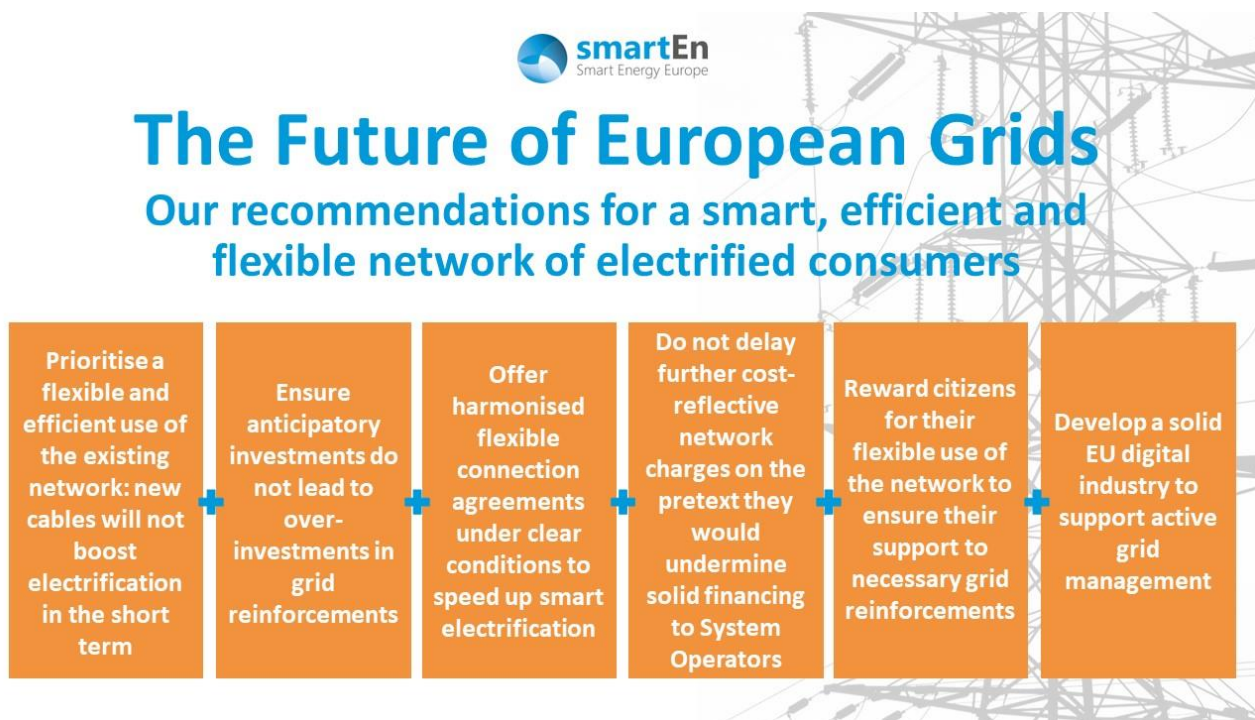 smartEn
Smart Energy Europe
The Future of European Grids
Our recommendations for a smart, efficient and
flexible network of electrified consumers
Prioritise a
flexible and
efficient use of
the existing
network: new
cables will not
boost
electrification
in the short
term
Ensure
anticipatory
investments do
not lead to
over-
investments in
grid
reinforcements
Offer
harmonised
flexible
connection
agreements
under clear
conditions to
speed up smart
electrification
Do not delay
further cost-
reflective
network
charges on the
pretext they
would
undermine
solid financing
to System
Operators
Reward citizens
for their
flexible use of
the network to
ensure their
support to
necessary grid
reinforcements
Develop a solid
EU digital
industry to
support active
grid
management